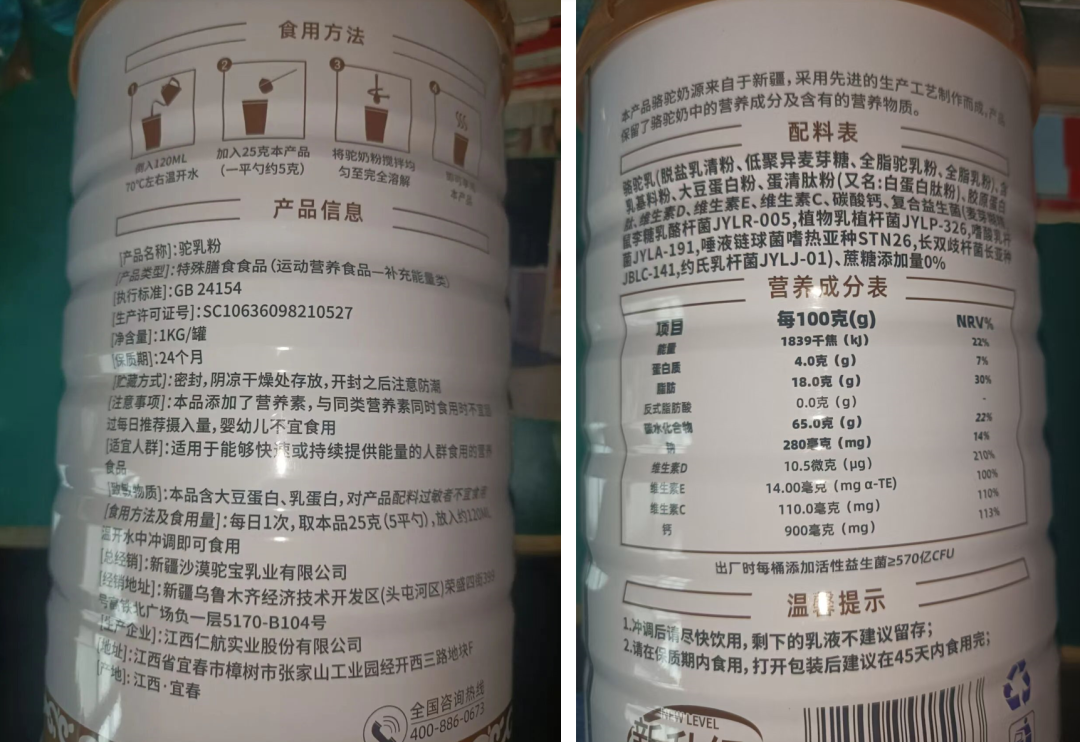 食用方法
1
2
3
4
倒入120ML
70℃左右温开水
加入25克本产品
(一平勺约5克)
将驼奶粉搅拌均
匀至完全溶解
本产品
产品信息
[产品名称]:驼乳粉
[产品类型]:特殊膳食食品(运动营养食品—补充能量类)
[执行标准]:GB 24154
[生产许可证号]:SC10636098210527
[净含量]:1KG/罐
[保质期]:24个月
[贮藏方式]:密封,阴凉干燥处存放,开封之后注意防潮
[注意事项]:本品添加了营养素,与同类营养素同时食用时不宜超
过每日推荐摄入量,婴幼儿不宜食用
[适宜人群]:适用于能够快速或持续提供能量的人群食用的营养
食品
[致敏物质]:本品含大豆蛋白、乳蛋白,对产品配料过敏者不宜食用
[食用方法及食用量]:每日1次,取本品25克(5平勺),放入约120ML
温开水中冲调即可食用
[总经销]:新疆沙漠驼宝乳业有限公司
[经销地址]:新疆乌鲁木齐经济技术开发区(头屯河区)荣盛四街399
号 北广场负一层5170-B104号
[生产企业]:江西仁航实业股份有限公司
[地址]:江西省宜春市樟树市张家山工业园经开西三路地块F
[产地]:江西·宜春
全国咨询热线
400-886-0673
本产品骆驼奶源来自于新疆,采用先进的生产工艺制作而成,产品
保留了骆驼奶中的营养成分及含有的营养物质。
配料表
骆驼乳(脱盐乳清粉、低聚异麦芽糖、全脂驼乳粉、全脂乳粉)、含
乳基料粉、大豆蛋白粉、蛋清肽粉(又名:白蛋白肽粉)、胶原蛋白
肽、维生素D、维生素E、维生素C、碳酸钙、复合益生菌(麦芽糊精,
鼠李糖乳酪杆菌JYLR-005,植物乳植杆菌JYLP-326,嗜酸乳杆
菌JYLA-191,唾液链球菌嗜热亚种STN26,长双歧杆菌长亚种
JBLC-141,约氏乳杆菌JYLJ-01)、蔗糖添加量0%
营养成分表
项目 每100克(g) NRV%
能量 1839千焦(kJ) 22%
蛋白质 4.0克(g) 7%
脂肪 18.0克(g) 30%
反式脂肪酸 0.0克(g) -
碳水化合物 65.0克(g) 22%
钠 280毫克(mg) 14%
维生素D 10.5微克(μg) 210%
维生素E 14.00毫克(mg α-TE) 100%
维生素C 110.0毫克(mg) 110%
钙 900毫克(mg) 113%
出厂时每桶添加活性益生菌≥570亿CFU
温馨提示
1.冲调后请尽快饮用,剩下的乳液不建议留存;
2.请在保质期内食用,打开包装后建议在45天内食用完;
NEW LEVEL